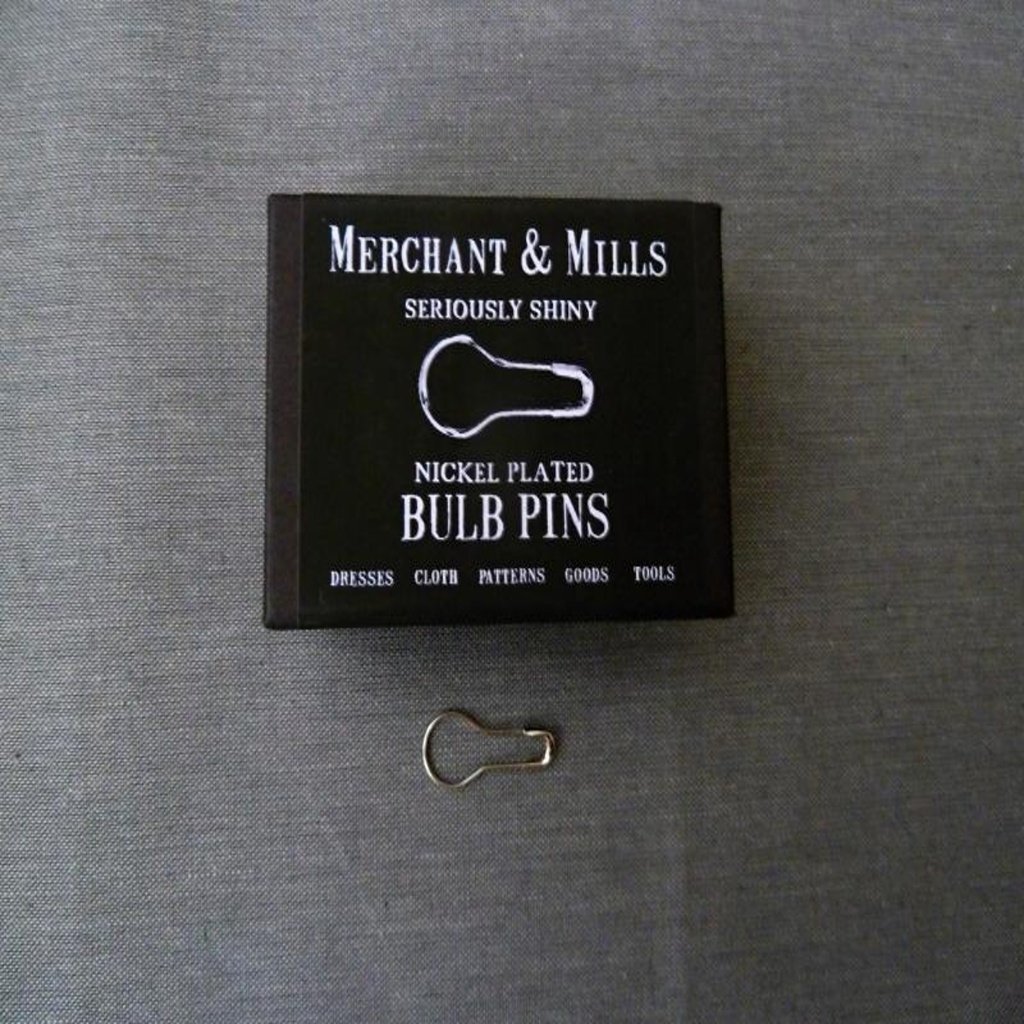 MERCHANT & MILLS
SERIOUSLY SHINY
NICKEL PLATED
BULB PINS
DRESSES CLOTH PATTERNS GOODS TOOLS